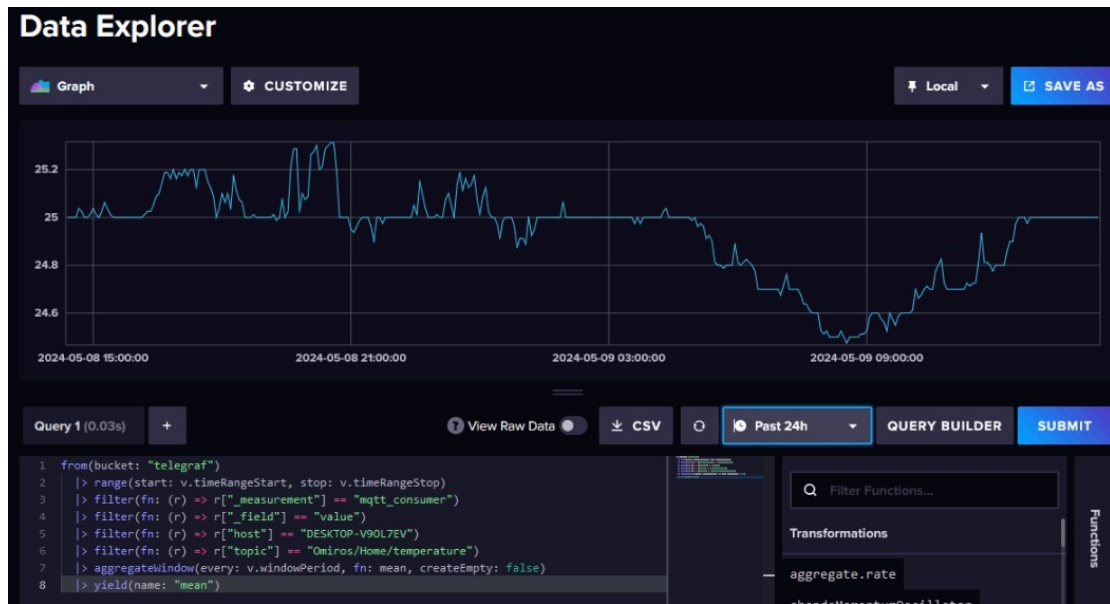 Data Explorer
Graph
CUSTOMIZE
Local
SAVE AS
25.2
25
24.8
24.6
2024-05-08 15:00:00
2024-05-08 21:00:00
2024-05-09 03:00:00
2024-05-09 09:00:00
Query 1 (0.03s)
+
? View Raw Data
CSV
Past 24h
QUERY BUILDER
SUBMIT
1 from(bucket: "telegraf")
2 |> range(start: v.timeRangeStart, stop: v.timeRangeStop)
3 |> filter(fn: (r) => r["_measurement"] == "mqtt_consumer")
4 |> filter(fn: (r) => r["_field"] == "value")
5 |> filter(fn: (r) => r["host"] == "DESKTOP-V9OL7EV")
6 |> filter(fn: (r) => r["topic"] == "Omiros/Home/temperature")
7 |> aggregateWindow(every: v.windowPeriod, fn: mean, createEmpty: false)
8 |> yield(name: "mean")
Filter Functions...
Transformations
aggregate.rate
Functions